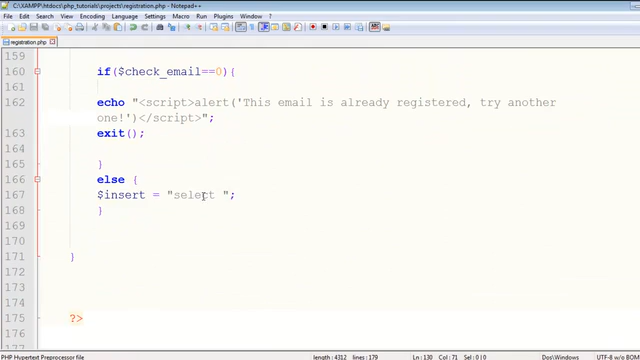 C:\XAMPP\htdocs\php_tutorials\projects\registration.php - Notepad++
File Edit Search View Encoding Language Settings Macro Run Plugins Window ?
registration.php
159
160 if($check_email==0){
161
162 echo "<script>alert('This email is already registered, try another
one!')</script>";
163 exit();
164
165 }
166 else {
167 $insert = "select ";
168 }
169
170
171 }
172
173
174
175 ?>
176
177
PHP Hypertext Preprocessor file length : 4312 lines : 179 Ln : 130 Col : 71 Sel : 0 | 0 Dos\Windows UTF-8 w/o BOM